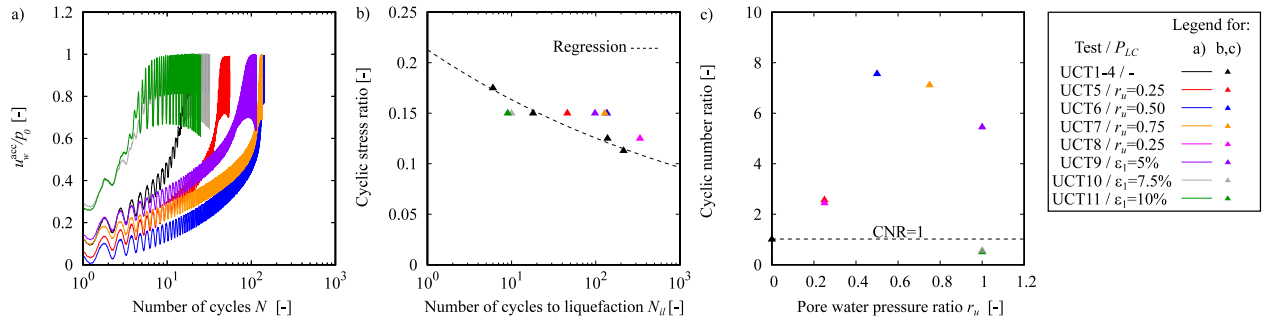 a)
u_w^acc/p_0 [-]
1.2
1
0.8
0.6
0.4
0.2
0
10^0
10^1
10^2
10^3
Number of cycles N [-]
b)
Cyclic stress ratio [-]
0.25
0.20
0.15
0.1
0.05
0
Regression
10^0
10^1
10^2
10^3
Number of cycles to liquefaction N_il [-]
c)
Cyclic number ratio [-]
10
8
6
4
2
0
CNR=1
0
0.2
0.4
0.6
0.8
1.0
1.2
Pore water pressure ratio r_u [-]
Legend for:
Test / P_LC
a)
b,c)
UCT1-4 / -
UCT5 / r_u=0.25
UCT6 / r_u=0.50
UCT7 / r_u=0.75
UCT8 / r_u=0.25
UCT9 / ε_1=5%
UCT10 / ε_1=7.5%
UCT11 / ε_1=10%